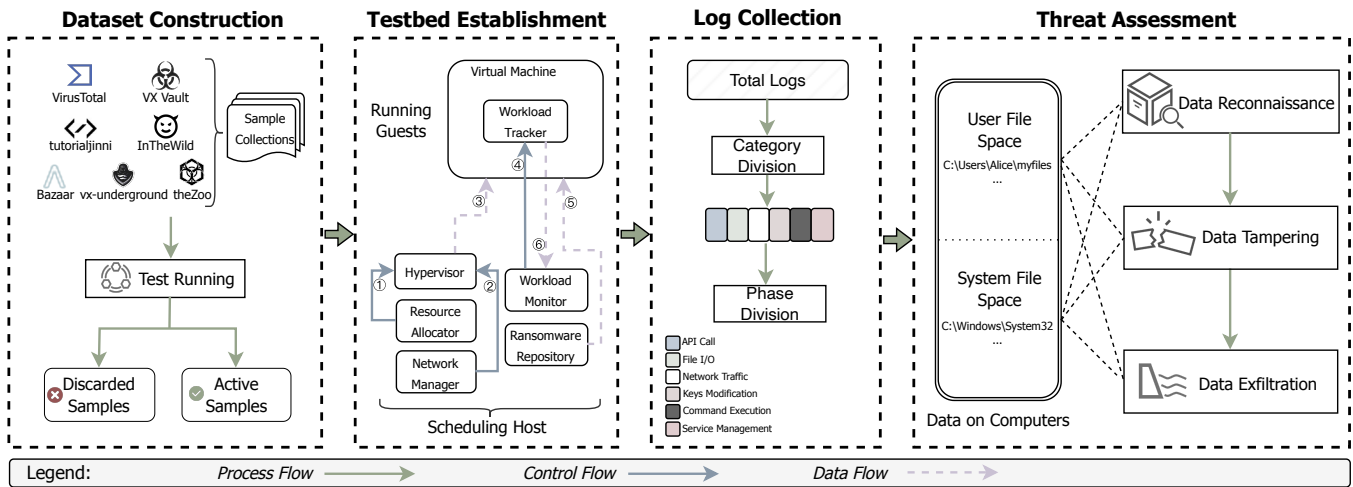 Dataset Construction
Testbed Establishment
Log Collection
Threat Assessment
VirusTotal
VX Vault
tutorialjinni
InTheWild
Bazaar
vx-underground
theZoo
Sample
Collections
Test Running
Discarded
Samples
Active
Samples
Virtual Machine
Running
Guests
Workload
Tracker
④
③
⑤
⑥
①
Hypervisor
②
Workload
Monitor
Resource
Allocator
Ransomware
Repository
Network
Manager
Scheduling Host
Total Logs
Category
Division
Phase
Division
API Call
File I/O
Network Traffic
Keys Modification
Command Execution
Service Management
User File
Space
C:\Users\Alice\myfiles
...
System File
Space
C:\Windows\System32
...
Data on Computers
Data Reconnaissance
Data Tampering
Data Exfiltration
Legend:
Process Flow
Control Flow
Data Flow